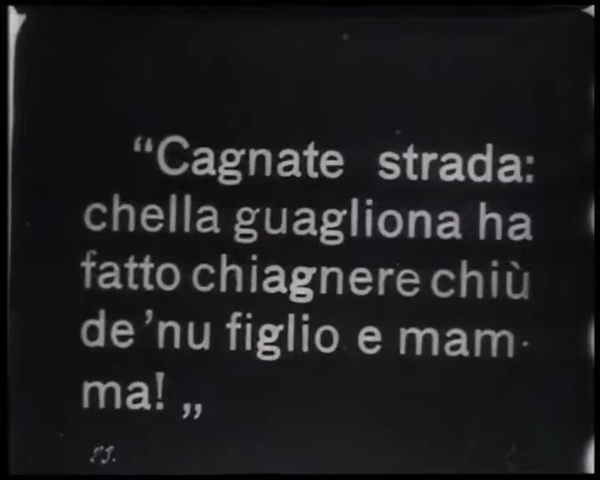 “Cagnate strada:
chella guagliona ha
fatto chiagnere chiù
de’nu figlio e mam-
ma! „